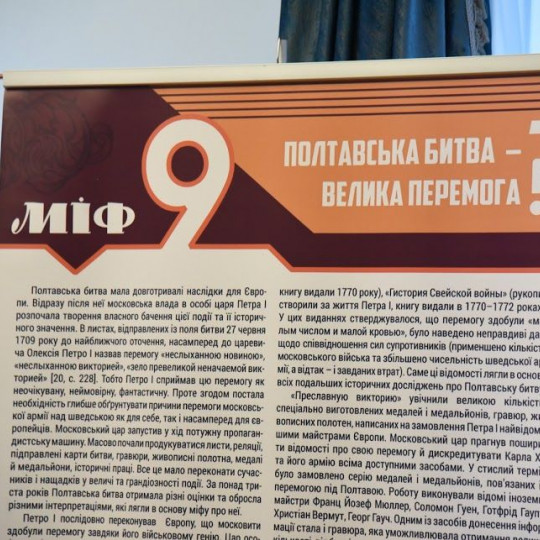 МІФ 9
ПОЛТАВСЬКА БИТВА –
ВЕЛИКА ПЕРЕМОГА ?
Полтавська битва мала довготривалі наслідки для Євро-
пи. Відразу після неї московська влада в особі царя Петра І
розпочала творення власного бачення цієї події та її історич-
ного значення. В листах, відправлених із поля битви 27 червня
1709 року до найближчого оточення, насамперед до цареви-
ча Олексія Петро І назвав перемогу «неслыханною новиною»,
«неслыханною викторией», «зело превеликой неначаемой вик-
торией» [20, с. 228]. Тобто Петро І сприймав цю перемогу як
неочікувану, неймовірну, фантастичну. Проте згодом постала
необхідність глибше обґрунтувати причини перемоги московсь-
кої армії над шведською як для себе, так і насамперед для єв-
ропейців. Московський цар запустив у хід потужну пропаган-
дистську машину. Масово почали продукуватися листи, реляції,
підправлені карти битви, гравюри, живописні полотна, медалі
й медальйони, історичні праці. Все це мало переконати сучас-
ників і нащадків у величі та грандіозності події. За понад три-
ста років Полтавська битва отримала різні оцінки та обросла
різними інтерпретаціями, які лягли в основу міфу про неї.
Петро І послідовно переконував Європу, що московити
здобули перемогу завдяки його військовому генію. Цар осо-
книгу видали 1770 року), «Гистория Свейской войны» (рукопи
створили за життя Петра І, книгу видали в 1770–1772 роках
У цих виданнях стверджувалося, що перемогу здобули «м
лым числом и малой кровью», було наведено неправдиві да
щодо співвідношення сил супротивників (применшено кількіст
московського війська та збільшено чисельність шведської ар
мії, а відтак – і завданих втрат). Саме ці відомості лягли в основ
всіх подальших історичних досліджень про Полтавську битву
«Преславную викторию» увічнили великою кількіст
спеціально виготовлених медалей і медальйонів, гравюр, жи
вописних полотен, написаних на замовлення Петра І найвідом
шими майстрами Європи. Московський цар прагнув пошири
ти відомості про свою перемогу й дискредитувати Карла Х
та його армію всіма доступними засобами. У стислий термі
було замовлено серію медалей і медальйонів, пов'язаних і
перемогою під Полтавою. Роботу виконували відомі інозем
майстри Франц Йозеф Мюллер, Соломон Гуен, Готфрід Гауп
Христіан Вермут, Георг Гауч. Одним із засобів донесення інфор
мації стала і гравюра, яка уможливлювала отримання вели